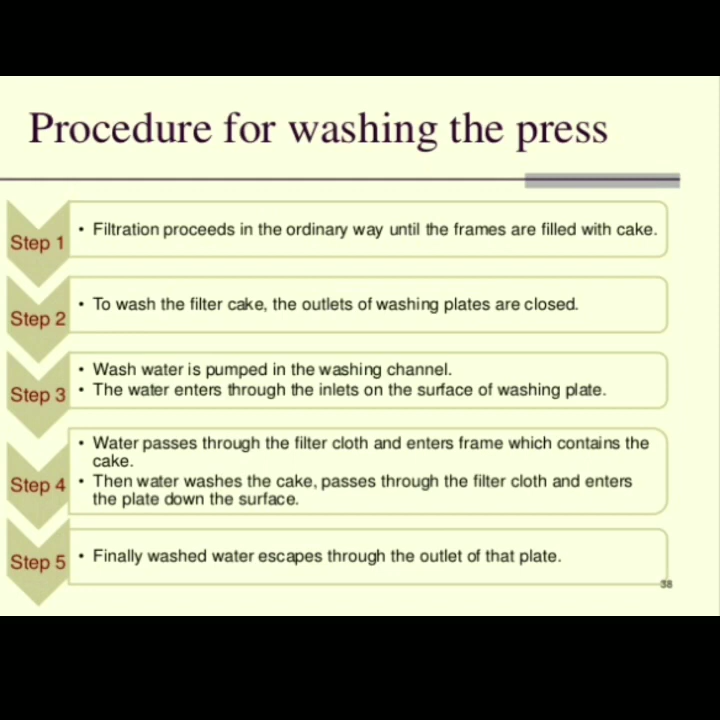 Procedure for washing the press
Step 1
• Filtration proceeds in the ordinary way until the frames are filled with cake.
Step 2
• To wash the filter cake, the outlets of washing plates are closed.
Step 3
• Wash water is pumped in the washing channel.
• The water enters through the inlets on the surface of washing plate.
Step 4
• Water passes through the filter cloth and enters frame which contains the
cake.
• Then water washes the cake, passes through the filter cloth and enters
the plate down the surface.
Step 5
• Finally washed water escapes through the outlet of that plate.
38